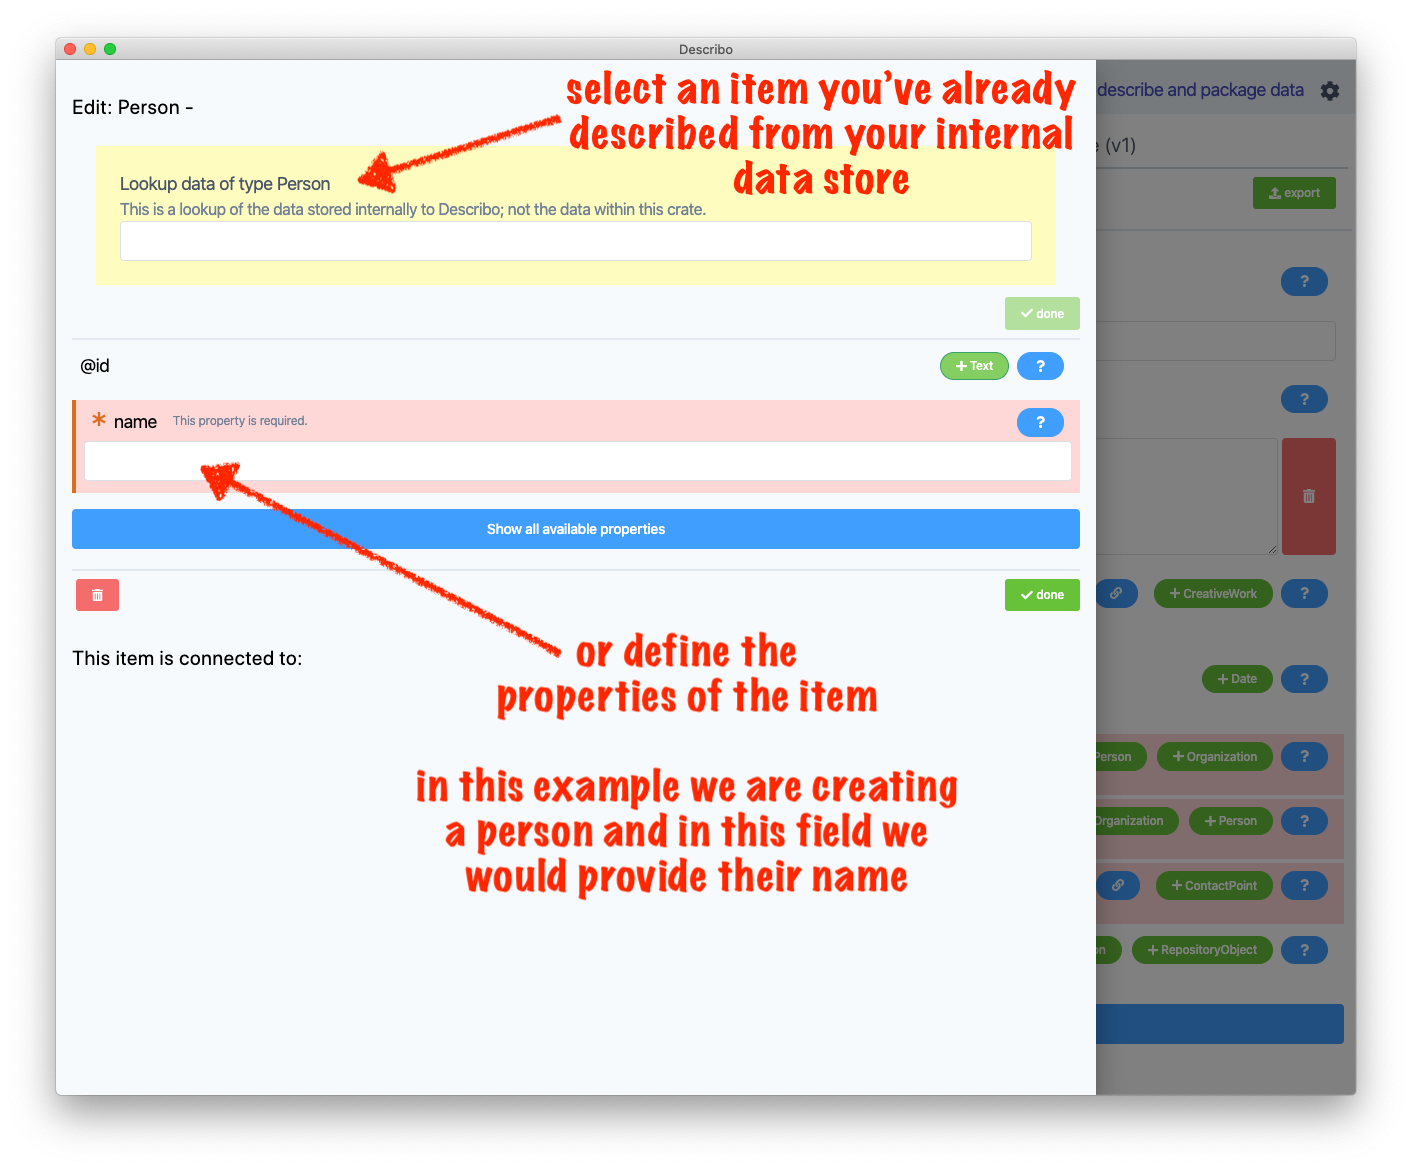 Describo
select an item you've already
described from your internal
data store
describe and package data
Edit: Person -
(v1)
Lookup data of type Person
This is a lookup of the data stored internally to Describo; not the data within this crate.
export
?
done
@id
+ Text
?
?
* name This property is required.
?
Show all available properties
done
+ CreativeWork
?
or define the
properties of the item
This item is connected to:
+ Date
?
Person
+ Organization
?
in this example we are creating
a person and in this field we
would provide their name
Organization
+ Person
?
+ ContactPoint
?
on
+ RepositoryObject
?